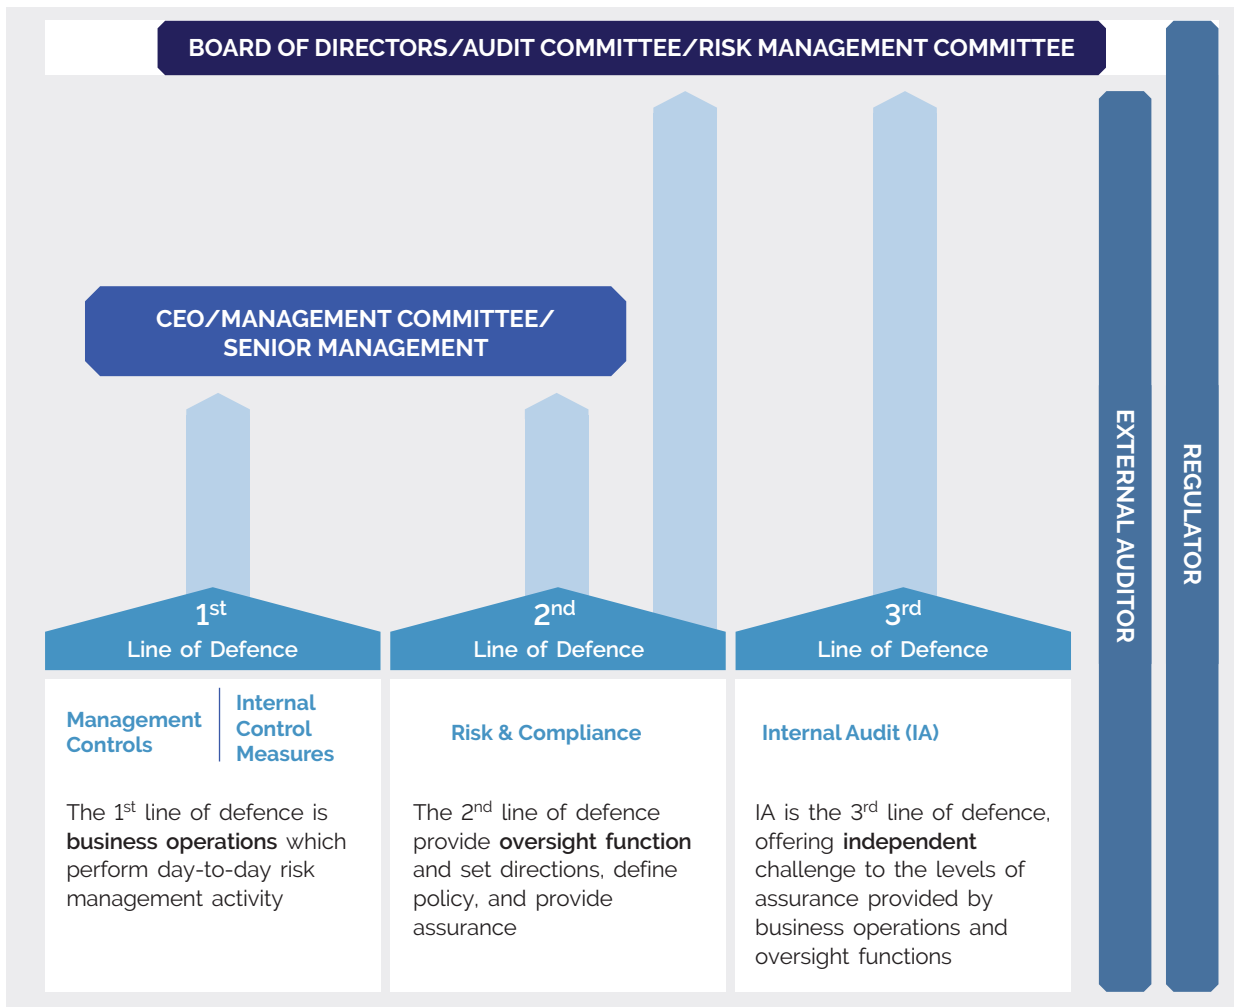 BOARD OF DIRECTORS/AUDIT COMMITTEE/RISK MANAGEMENT COMMITTEE
CEO/MANAGEMENT COMMITTEE/
SENIOR MANAGEMENT
EXTERNAL AUDITOR
REGULATOR
1st
Line of Defence
2nd
Line of Defence
3rd
Line of Defence
Management
Controls
Internal
Control
Measures
The 1st line of defence is
business operations which
perform day-to-day risk
management activity
Risk & Compliance
The 2nd line of defence
provide oversight function
and set directions, define
policy, and provide
assurance
Internal Audit (IA)
IA is the 3rd line of defence,
offering independent
challenge to the levels of
assurance provided by
business operations and
oversight functions